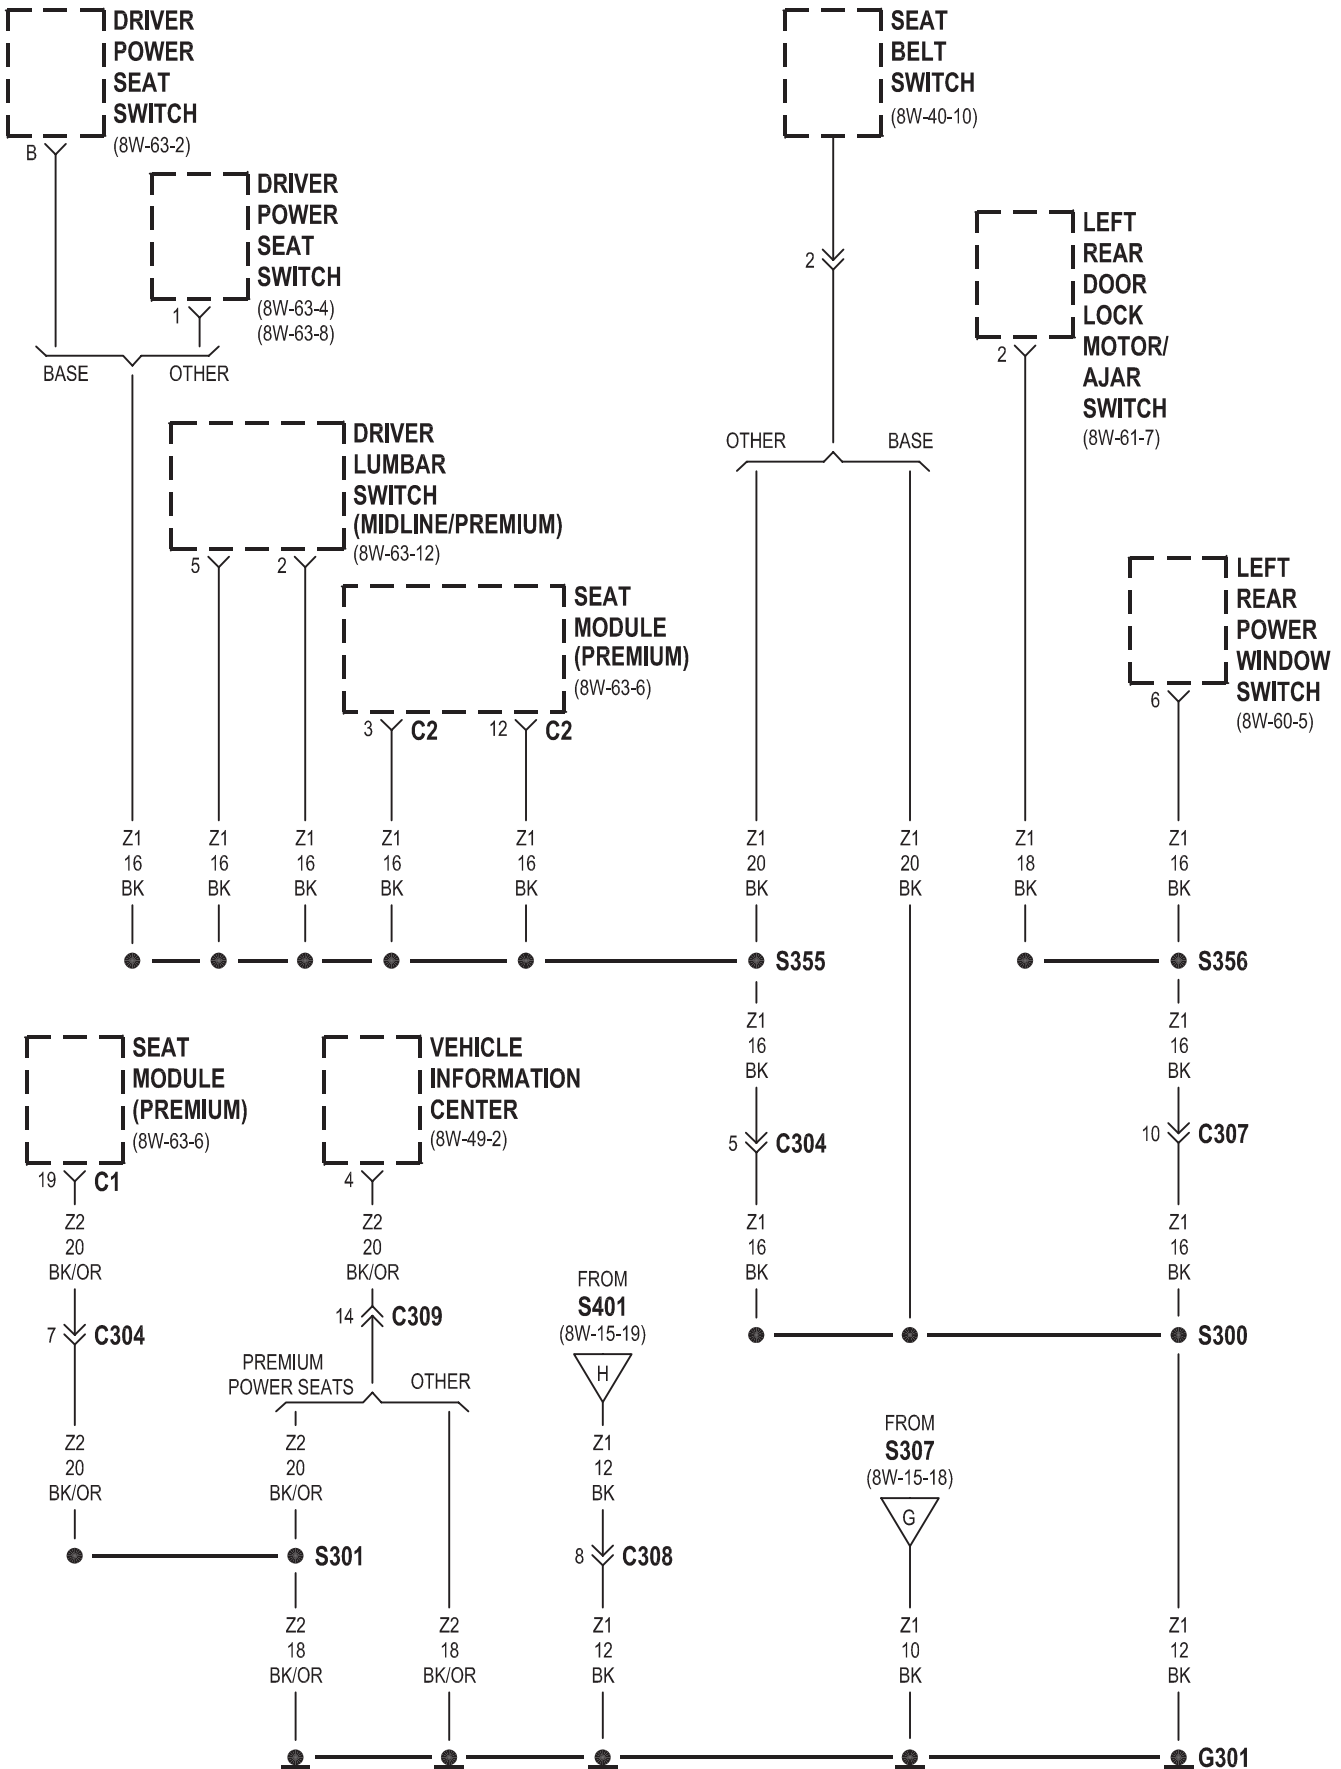 DRIVER
POWER
SEAT
SWITCH
(8W-63-2)
B
DRIVER
POWER
SEAT
SWITCH
(8W-63-4)
(8W-63-8)
1
BASE
OTHER
DRIVER
LUMBAR
SWITCH
(MIDLINE/PREMIUM)
(8W-63-12)
5
2
SEAT
MODULE
(PREMIUM)
(8W-63-6)
3
C2
12
C2
SEAT
BELT
SWITCH
(8W-40-10)
2
OTHER
BASE
LEFT
REAR
DOOR
LOCK
MOTOR/
AJAR
SWITCH
(8W-61-7)
2
LEFT
REAR
POWER
WINDOW
SWITCH
(8W-60-5)
6
Z1
16
BK
Z1
16
BK
Z1
16
BK
Z1
16
BK
Z1
16
BK
Z1
20
BK
Z1
20
BK
Z1
18
BK
Z1
16
BK
S355
S356
Z1
16
BK
Z1
16
BK
5
C304
10
C307
Z1
16
BK
Z1
16
BK
S300
SEAT
MODULE
(PREMIUM)
(8W-63-6)
19
C1
Z2
20
BK/OR
7
C304
Z2
20
BK/OR
VEHICLE
INFORMATION
CENTER
(8W-49-2)
4
Z2
20
BK/OR
14
C309
PREMIUM
POWER SEATS
OTHER
Z2
20
BK/OR
S301
Z2
18
BK/OR
Z2
18
BK/OR
FROM
S401
(8W-15-19)
H
Z1
12
BK
8
C308
Z1
12
BK
FROM
S307
(8W-15-18)
G
Z1
10
BK
Z1
12
BK
G301